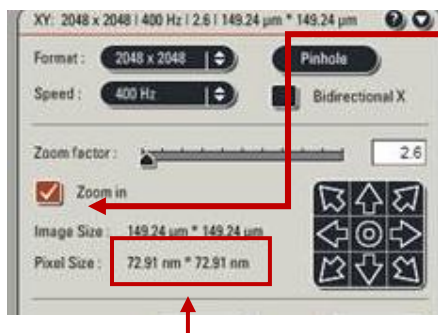 XY: 2048 x 2048 | 400 Hz | 2.6 | 149.24 µm * 149.24 µm
Format : 2048 x 2048 Pinhole
Speed : 400 Hz Bidirectional X
Zoom factor : 2.6
Zoom in
Image Size : 149.24 um * 149.24 um
Pixel Size : 72.91 nm * 72.91 nm